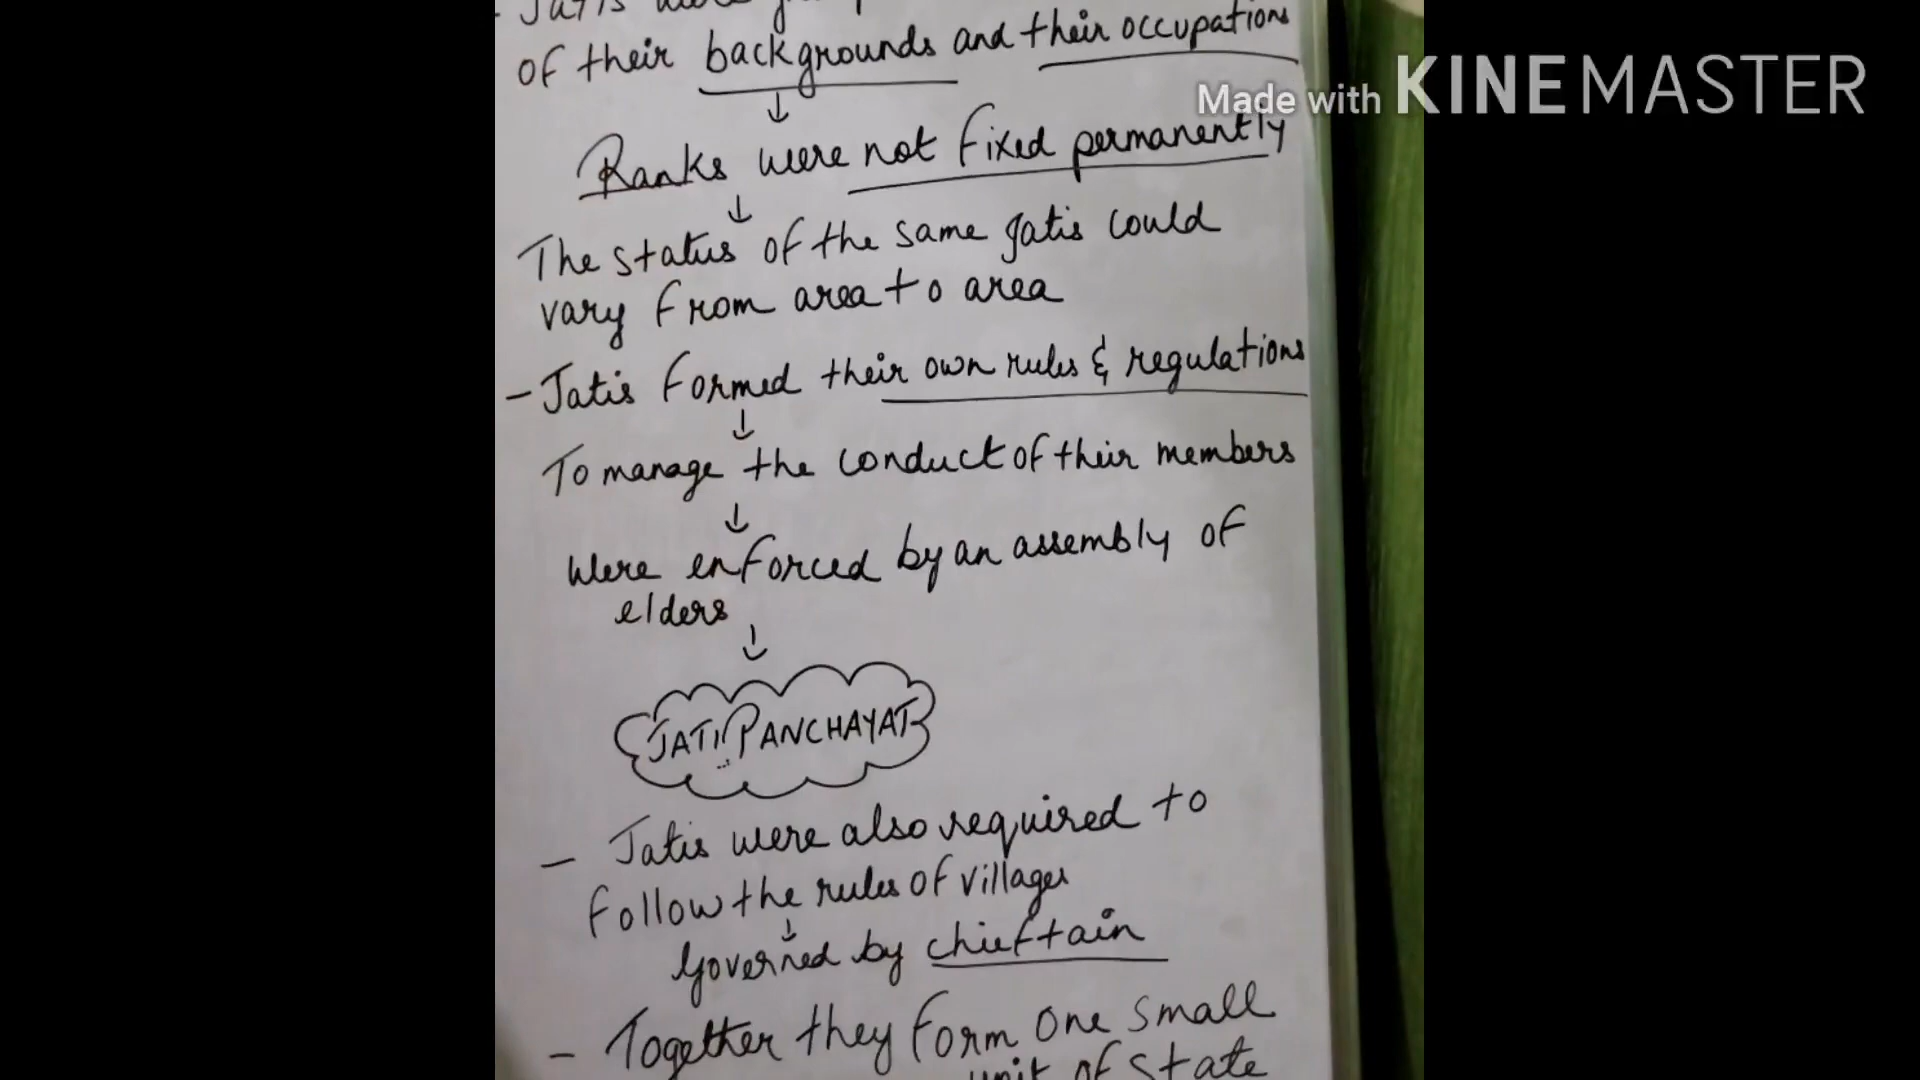 - Jatis were
of their backgrounds and their occupations
Made with KINEMASTER
↓
Ranks were not fixed permanently
↓
The status of the same Jatis could
vary from area to area
- Jatis formed their own rules & regulations
↓
To manage the conduct of their members
↓
were enforced by an assembly of
elders
↓
JATI PANCHAYAT
- Jatis were also required to
follow the rules of villages
↓
Governed by chieftain
- Together they form one small
unit of state